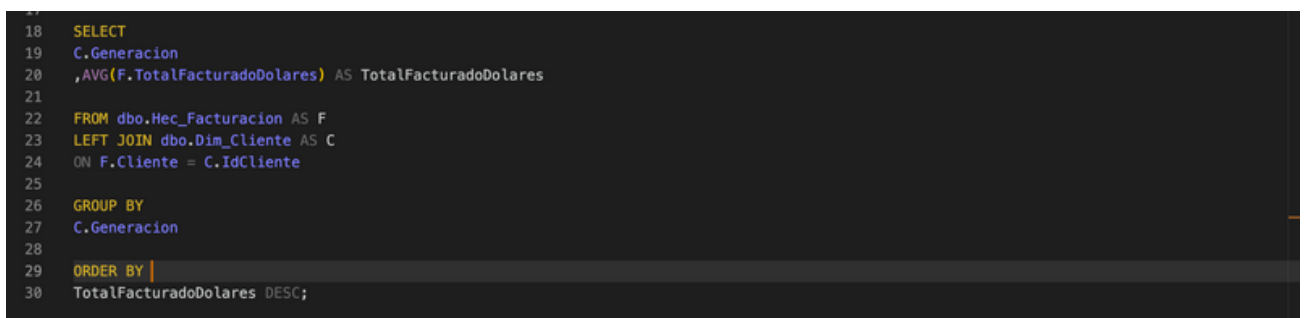 18 SELECT
19 C.Generacion
20 ,AVG(F.TotalFacturadoDolares) AS TotalFacturadoDolares
21
22 FROM dbo.Hec_Facturacion AS F
23 LEFT JOIN dbo.Dim_Cliente AS C
24 ON F.Cliente = C.IdCliente
25
26 GROUP BY
27 C.Generacion
28
29 ORDER BY
30 TotalFacturadoDolares DESC;